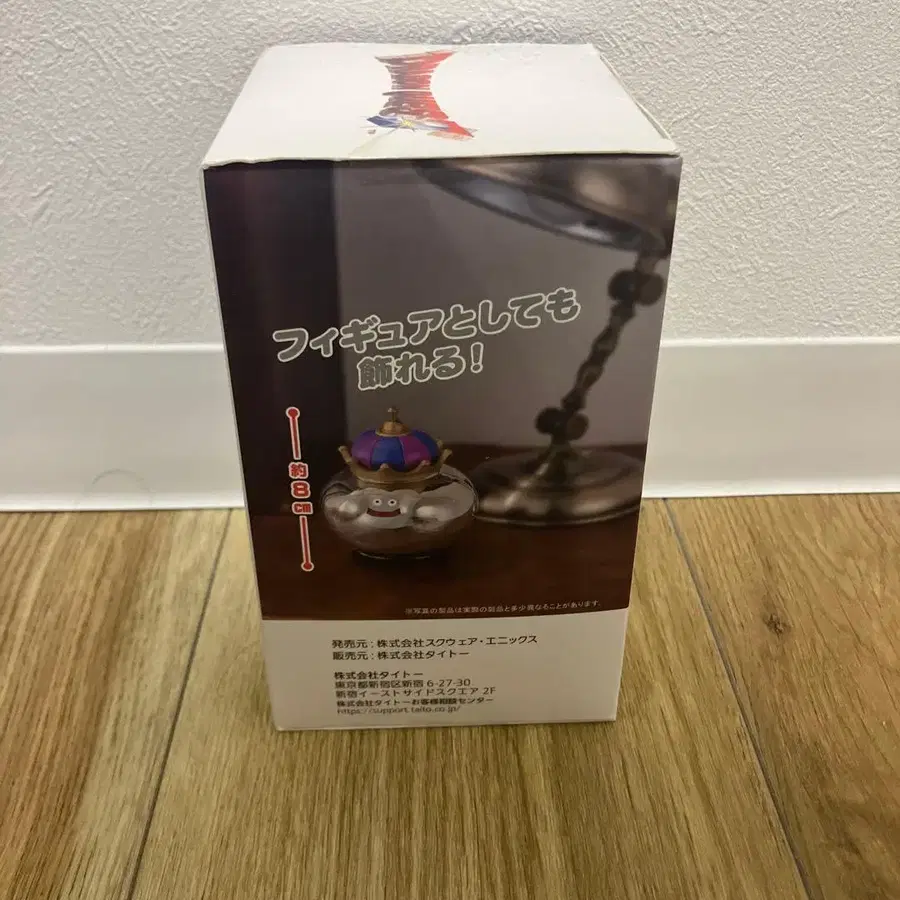 フィギュアとしても
飾れる!
約8cm
※写真の製品は実際の製品と多少異なることがあります。
発売元:株式会社スクウェア・エニックス
販売元:株式会社タイトー
株式会社タイトー
東京都新宿区新宿 6-27-30
新宿イーストサイドスクエア 2F
株式会社タイトーお客様相談センター
https://support.taito.co.jp/